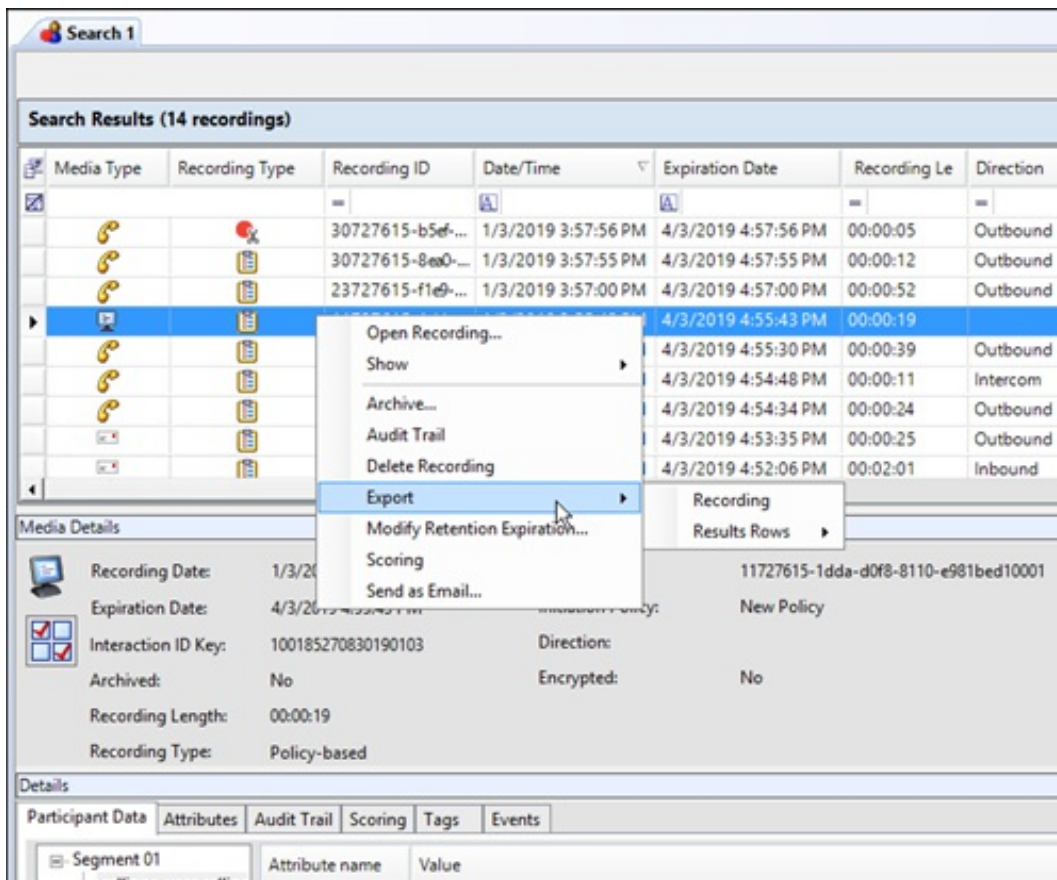 Search 1
Search Results (14 recordings)
Media Type Recording Type Recording ID Date/Time Expiration Date Recording Le Direction
= A A = =
30727615-b5ef-... 1/3/2019 3:57:56 PM 4/3/2019 4:57:56 PM 00:00:05 Outbound
30727615-8ea0-... 1/3/2019 3:57:55 PM 4/3/2019 4:57:55 PM 00:00:12 Outbound
23727615-f1e9-... 1/3/2019 3:57:00 PM 4/3/2019 4:57:00 PM 00:00:52 Outbound
4/3/2019 4:55:43 PM 00:00:19
Open Recording...
4/3/2019 4:55:30 PM 00:00:39 Outbound
Show
4/3/2019 4:54:48 PM 00:00:11 Intercom
Archive...
4/3/2019 4:54:34 PM 00:00:24 Outbound
Audit Trail
4/3/2019 4:53:35 PM 00:00:25 Outbound
Delete Recording
4/3/2019 4:52:06 PM 00:02:01 Inbound
Export
Recording
Modify Retention Expiration...
Results Rows
Scoring
Send as Email...
Media Details
Recording Date: 1/3/20 11727615-1dda-d0f8-8110-e981bed10001
Expiration Date: New Policy
Interaction ID Key: 100185270830190103 Direction:
Archived: No Encrypted: No
Recording Length: 00:00:19
Recording Type: Policy-based
Details
Participant Data Attributes Audit Trail Scoring Tags Events
Segment 01 Attribute name Value